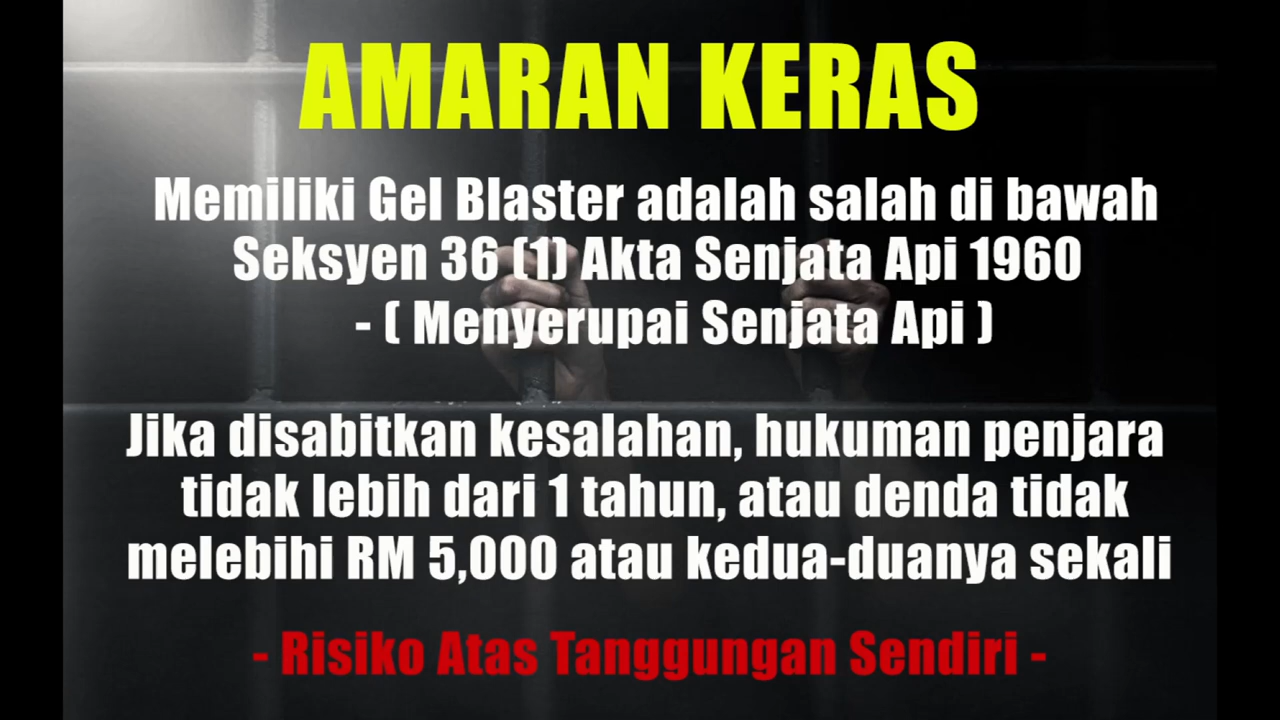 AMARAN KERAS
Memiliki Gel Blaster adalah salah di bawah
Seksyen 36 (1) Akta Senjata Api 1960
- ( Menyerupai Senjata Api )
Jika disabitkan kesalahan, hukuman penjara
tidak lebih dari 1 tahun, atau denda tidak
melebihi RM 5,000 atau kedua-duanya sekali
- Risiko Atas Tanggungan Sendiri -